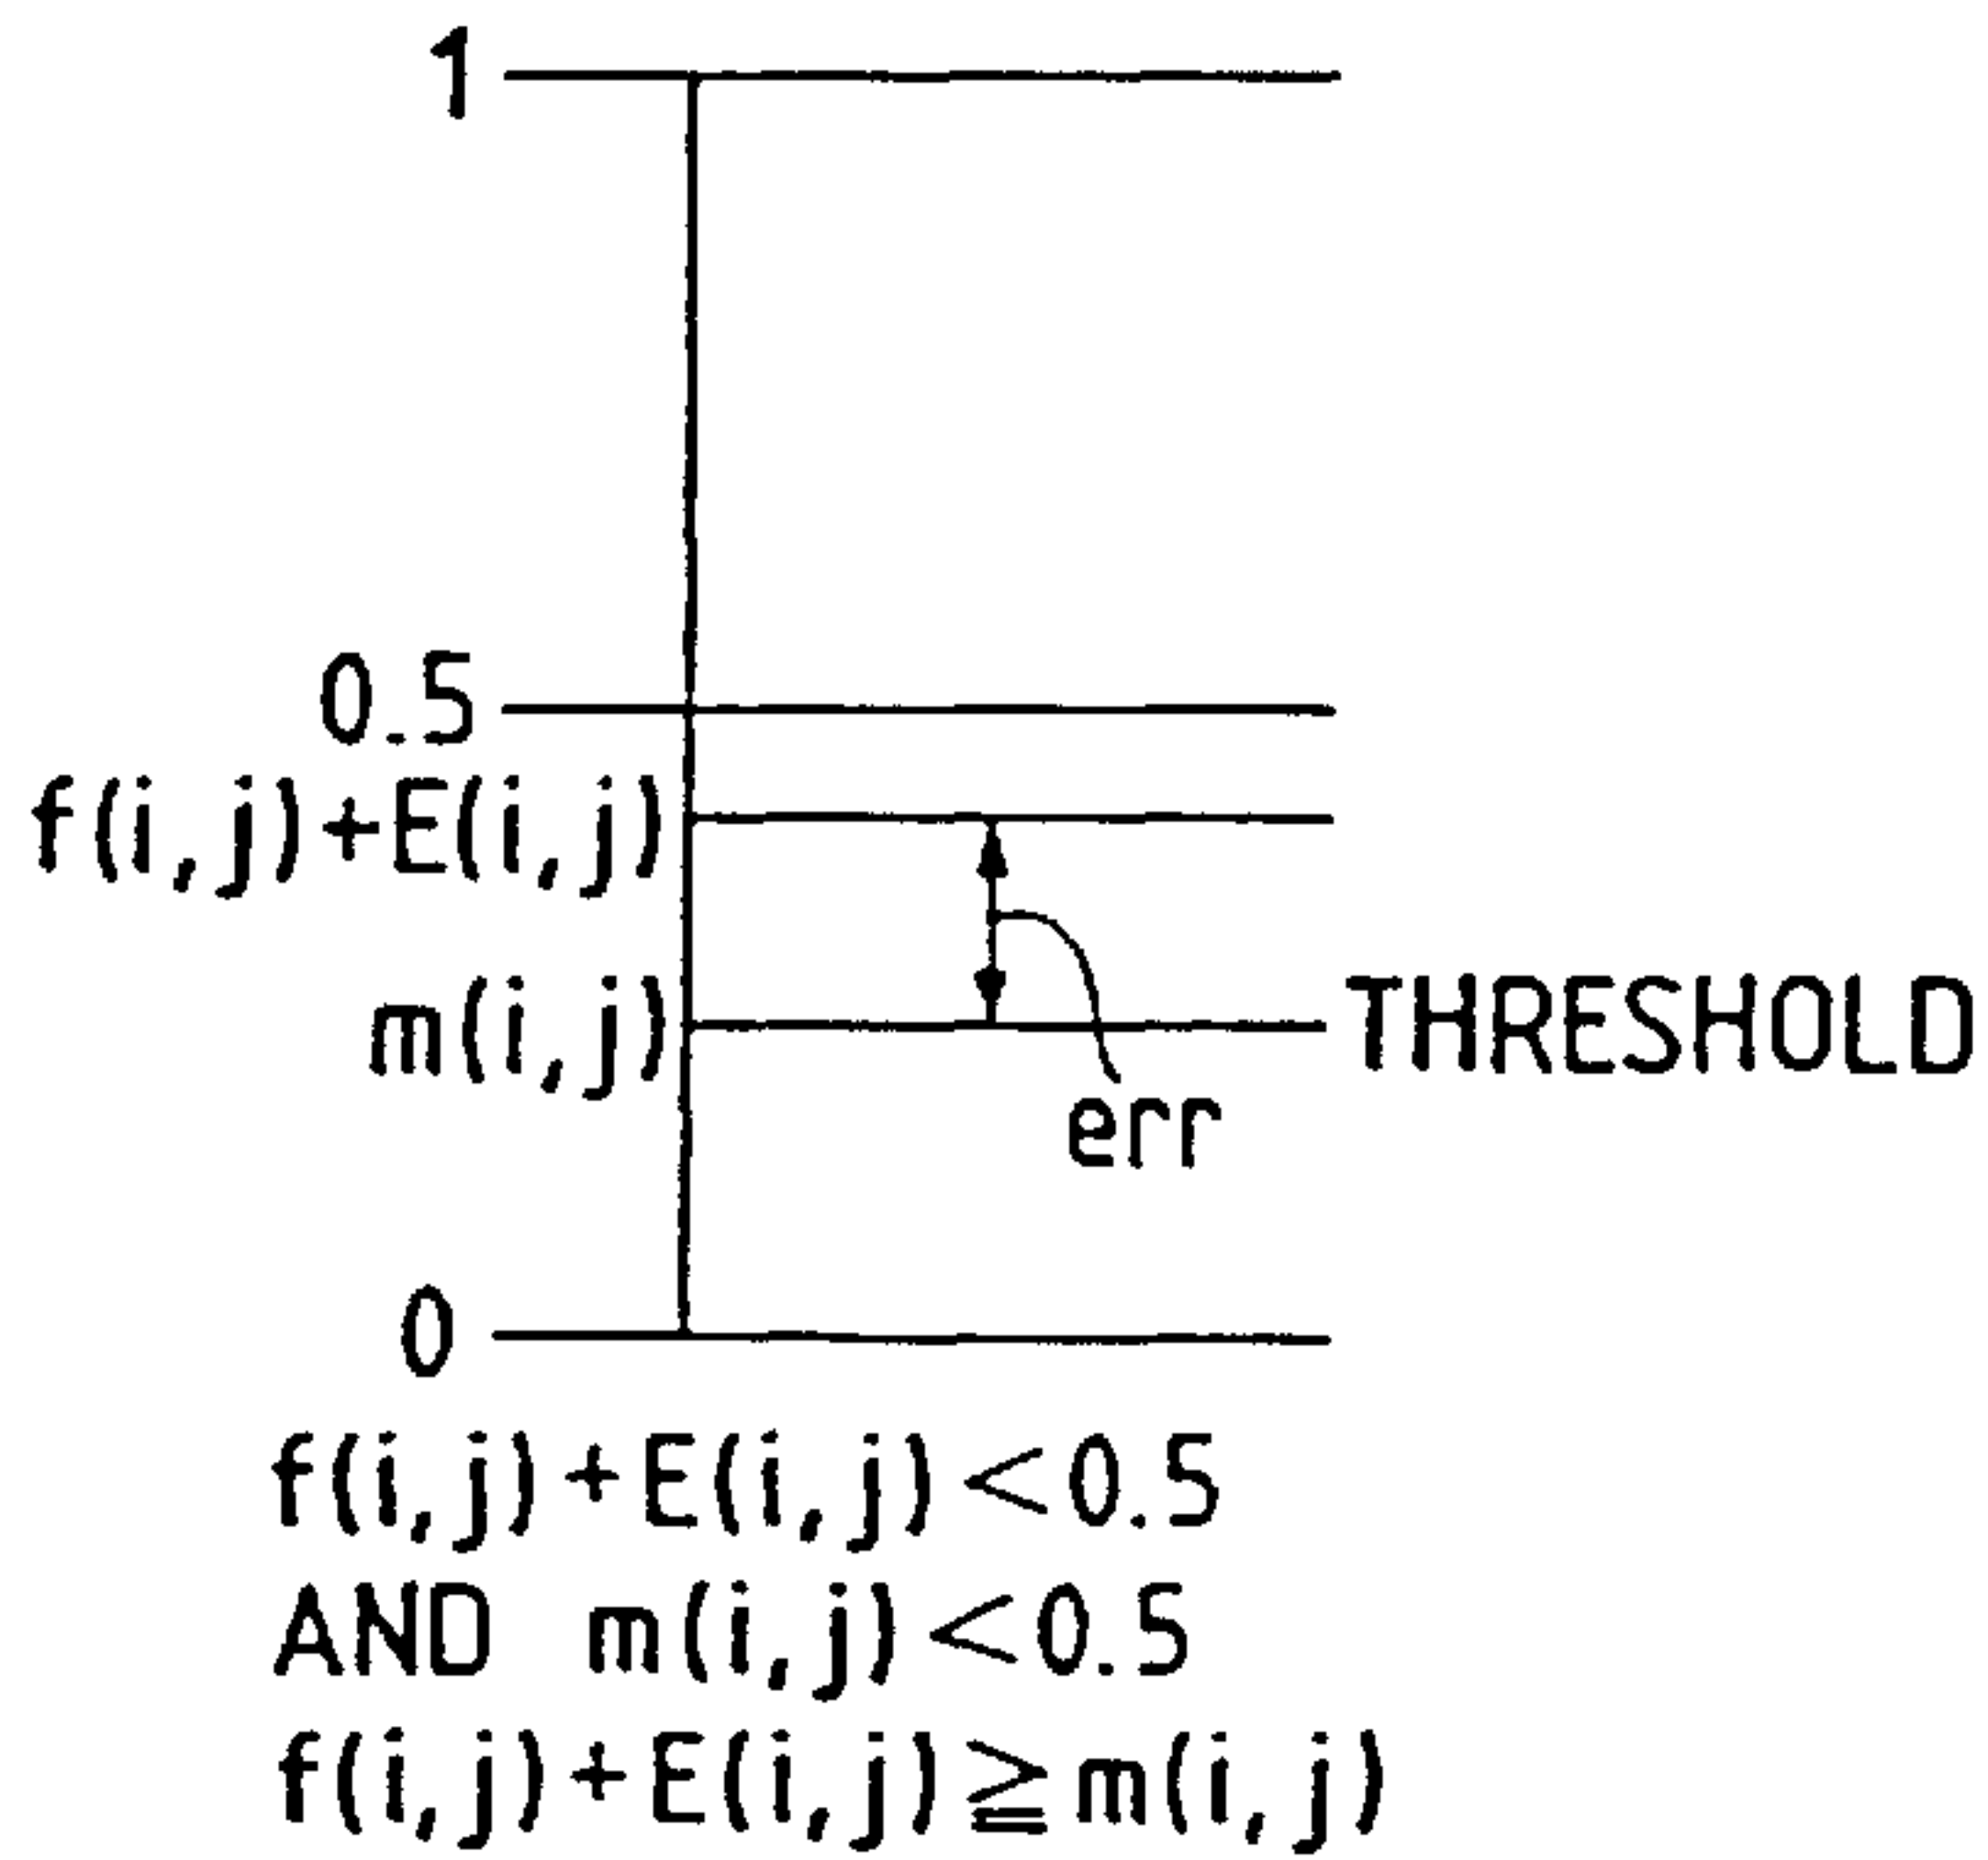 1
0.5
f(i,j)+E(i,j)
m(i,j)
THRESHOLD
err
0
f(i,j)+E(i,j)<0.5
AND m(i,j)<0.5
f(i,j)+E(i,j)≧m(i,j)